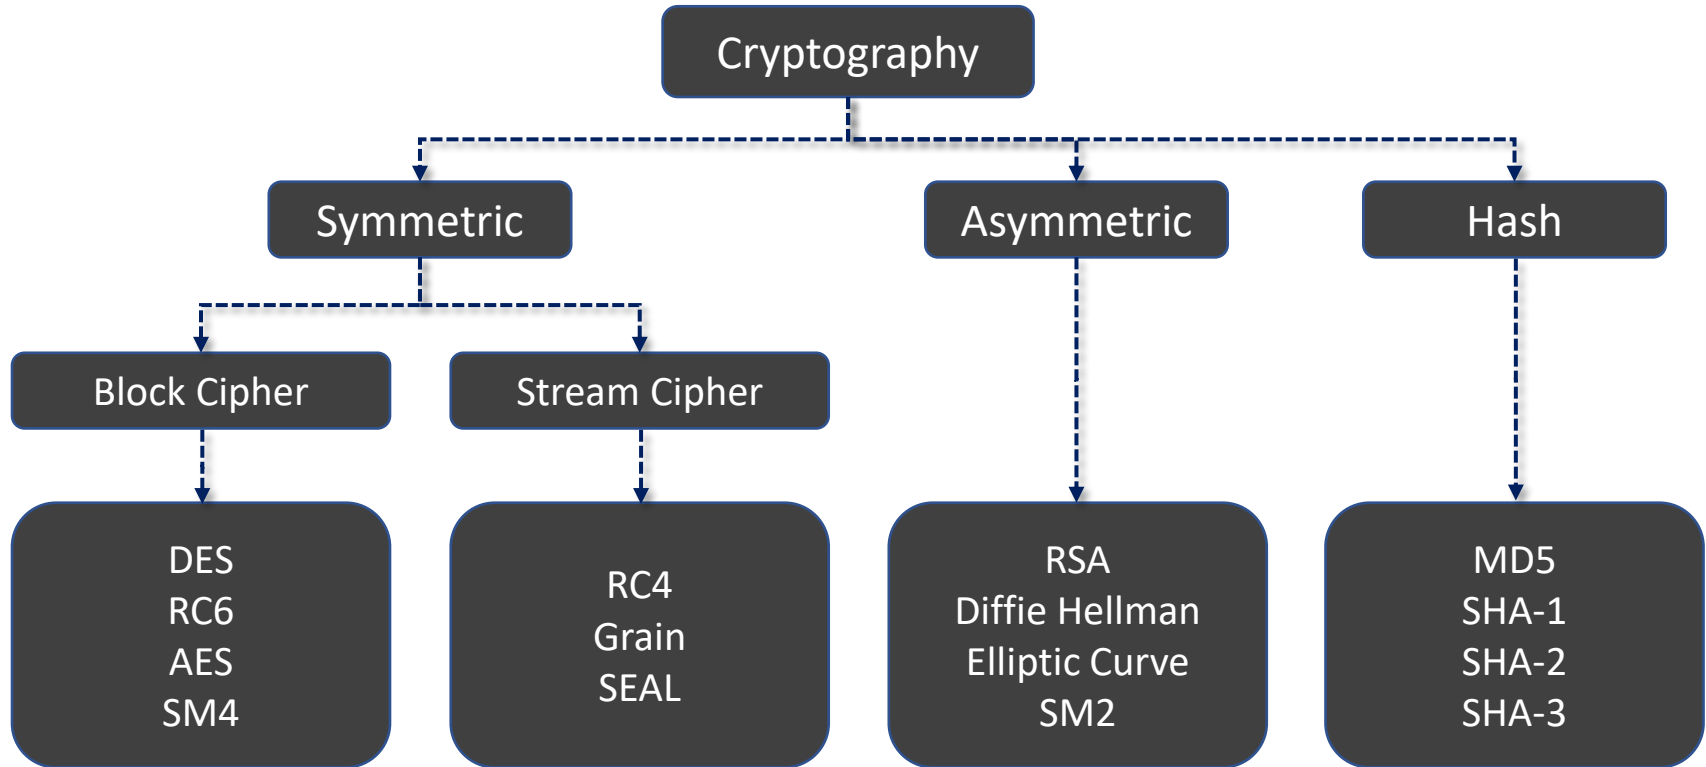 Cryptography
Symmetric
Asymmetric
Hash
Block Cipher
Stream Cipher
DES
RC6
AES
SM4
RC4
Grain
SEAL
RSA
Diffie Hellman
Elliptic Curve
SM2
MD5
SHA-1
SHA-2
SHA-3